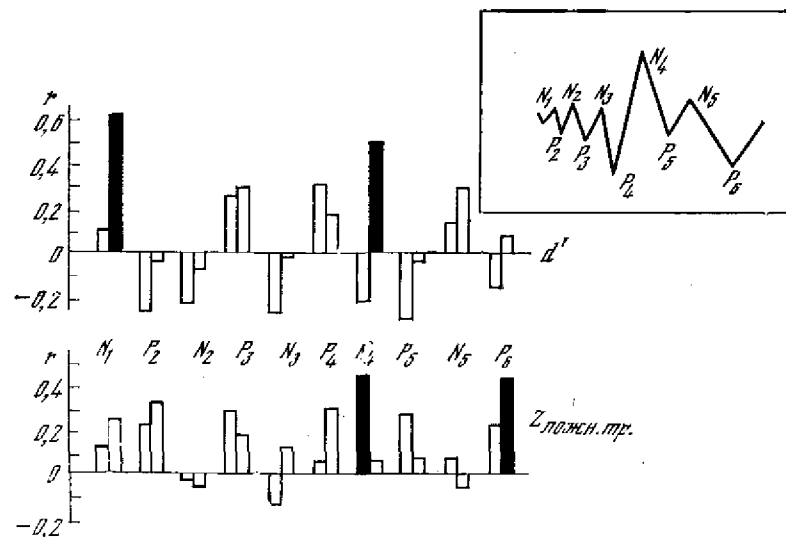 N₁ N₂ N₃ N₄ N₅
P₂ P₃ P₄ P₅ P₆
r
0,6
0,4
0,2
0
−0,2
d'
r N₁ P₂ N₂ P₃ N₃ P₄ N₄ P₅ N₅ P₆
0,4
0,2
0
−0,2
Zложн.тр.